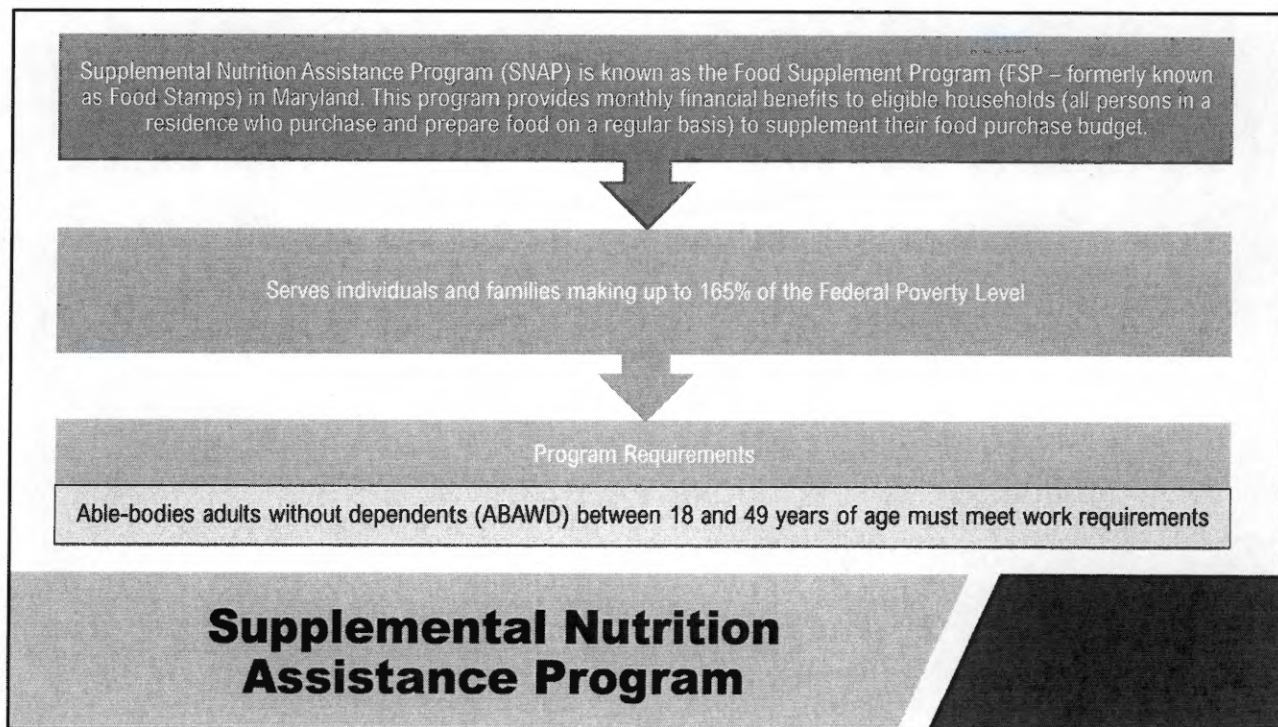 Supplemental Nutrition Assistance Program (SNAP) is known as the Food Supplement Program (FSP – formerly known
as Food Stamps) in Maryland. This program provides monthly financial benefits to eligible households (all persons in a
residence who purchase and prepare food on a regular basis) to supplement their food purchase budget.
Serves individuals and families making up to 165% of the Federal Poverty Level
Program Requirements
Able-bodies adults without dependents (ABAWD) between 18 and 49 years of age must meet work requirements
Supplemental Nutrition
Assistance Program